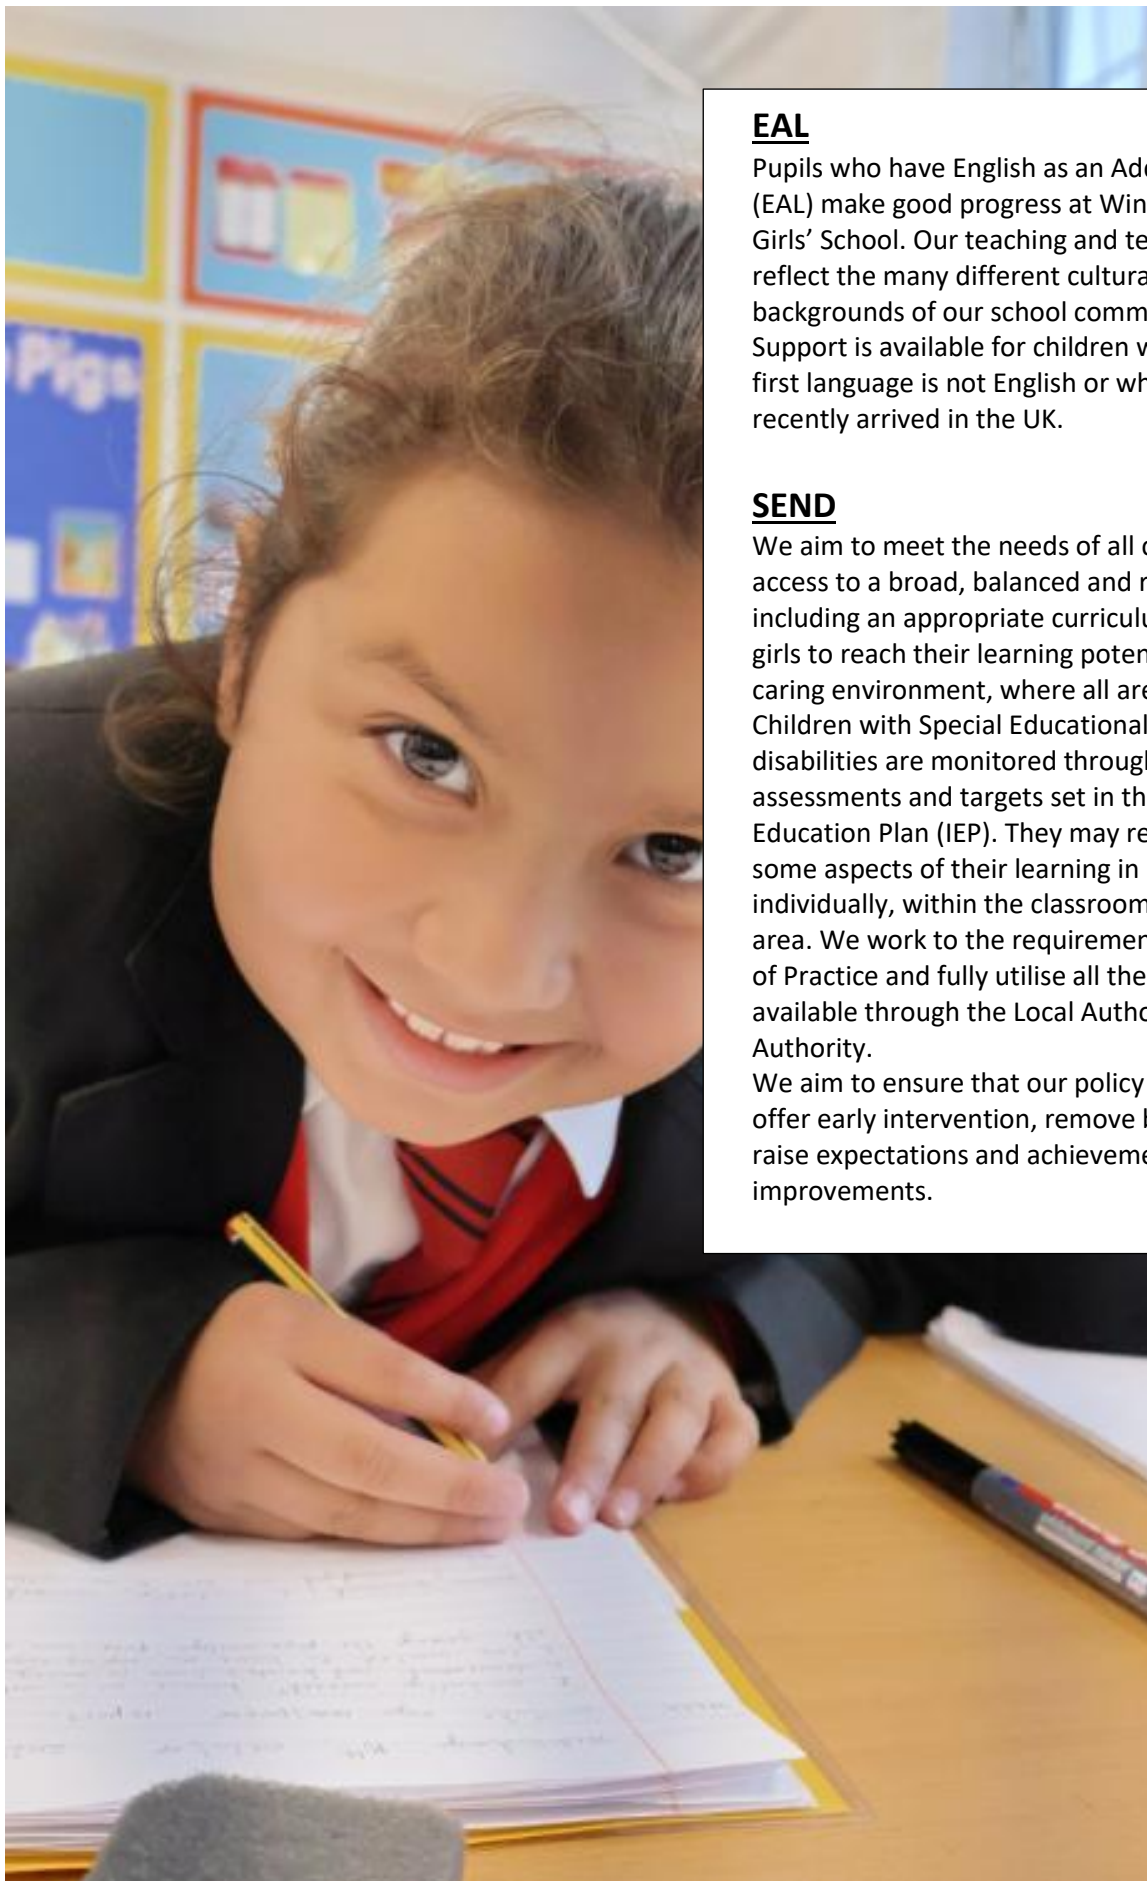 Pigs
EAL
Pupils who have English as an Ad
(EAL) make good progress at Win
Girls' School. Our teaching and te
reflect the many different cultura
backgrounds of our school comm
Support is available for children w
first language is not English or wh
recently arrived in the UK.
SEND
We aim to meet the needs of all
access to a broad, balanced and
including an appropriate curriculu
girls to reach their learning poten
caring environment, where all are
Children with Special Educational
disabilities are monitored through
assessments and targets set in th
Education Plan (IEP). They may re
some aspects of their learning in
individually, within the classroom
area. We work to the requiremen
of Practice and fully utilise all the
available through the Local Autho
Authority.
We aim to ensure that our policy
offer early intervention, remove
raise expectations and achieveme
improvements.